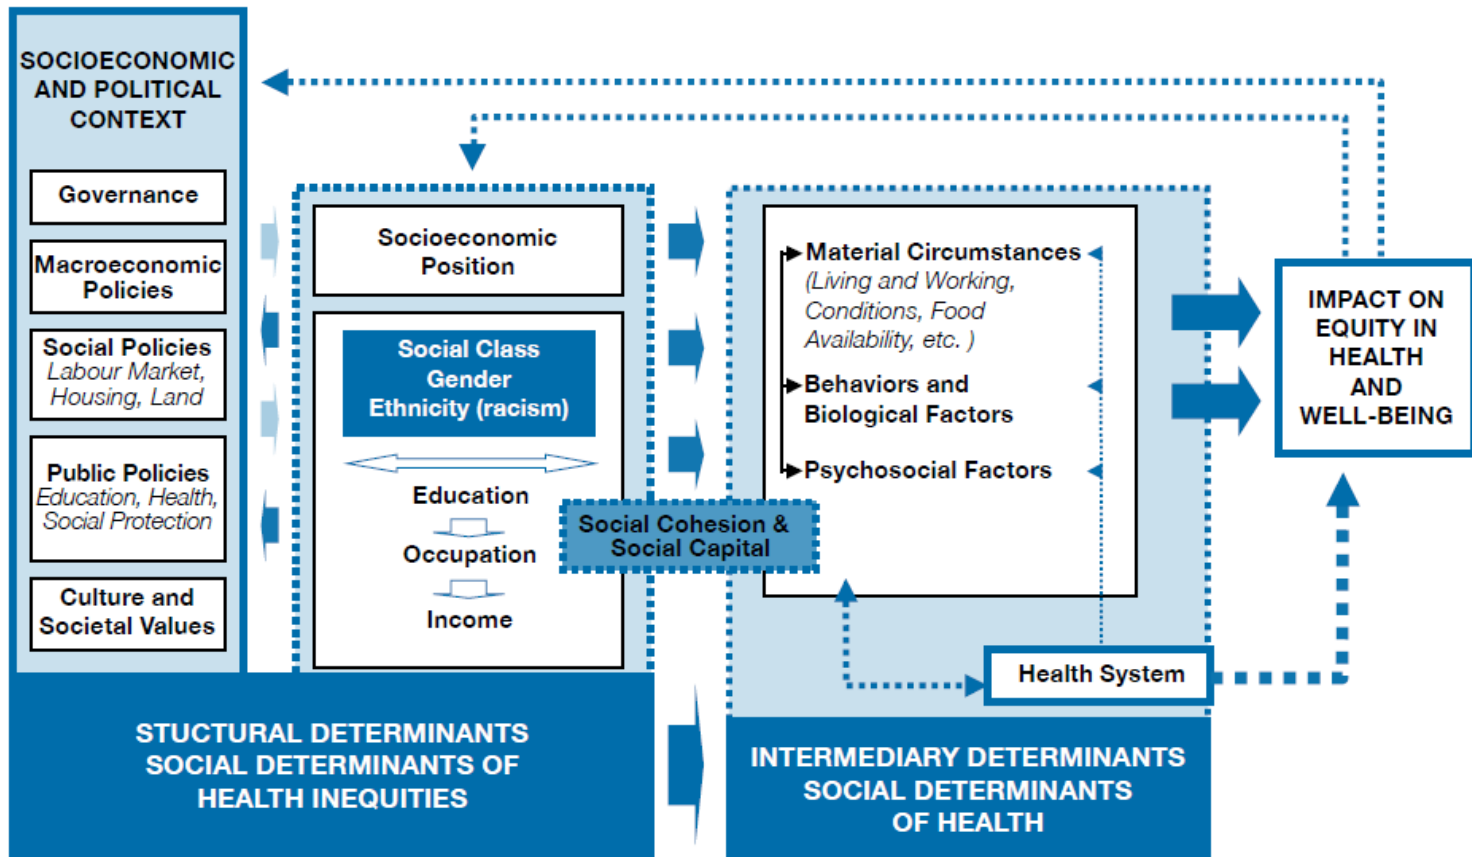 SOCIOECONOMIC
AND POLITICAL
CONTEXT
Governance
Macroeconomic
Policies
Social Policies
Labour Market,
Housing, Land
Public Policies
Education, Health,
Social Protection
Culture and
Societal Values
Socioeconomic
Position
Social Class
Gender
Ethnicity (racism)
Education
Occupation
Income
Social Cohesion &
Social Capital
Material Circumstances
(Living and Working,
Conditions, Food
Availability, etc. )
Behaviors and
Biological Factors
Psychosocial Factors
Health System
IMPACT ON
EQUITY IN
HEALTH
AND
WELL-BEING
STUCTURAL DETERMINANTS
SOCIAL DETERMINANTS OF
HEALTH INEQUITIES
INTERMEDIARY DETERMINANTS
SOCIAL DETERMINANTS
OF HEALTH